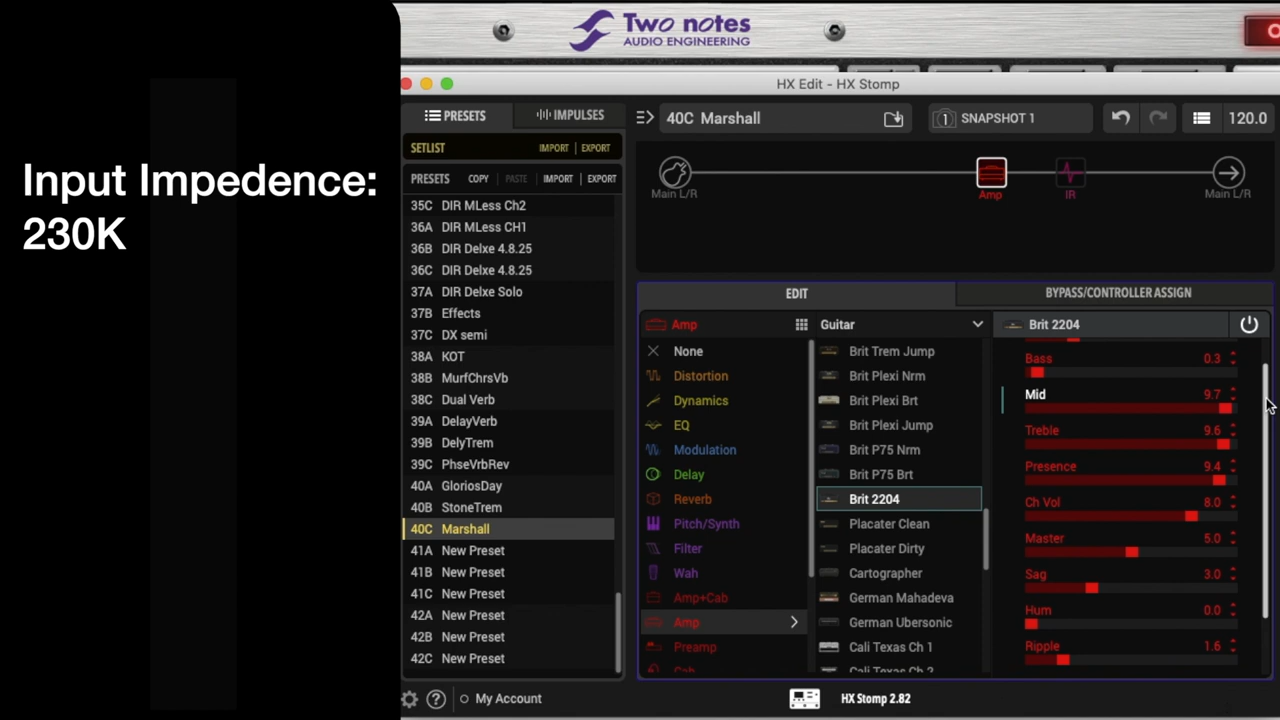 Input Impedence:
230K
Two notes
AUDIO ENGINEERING
HX Edit - HX Stomp
PRESETS
IMPULSES
40C Marshall
1 SNAPSHOT 1
120.0
SETLIST IMPORT | EXPORT
PRESETS COPY PASTE IMPORT | EXPORT
35C DIR MLess Ch2
36A DIR MLess CH1
36B DIR Delxe 4.8.25
36C DIR Delxe 4.8.25
37A DIR Delxe Solo
37B Effects
37C DX semi
38A KOT
38B MurfChrsVb
38C Dual Verb
39A DelayVerb
39B DelyTrem
39C PhseVrbRev
40A GloriosDay
40B StoneTrem
40C Marshall
41A New Preset
41B New Preset
41C New Preset
42A New Preset
42B New Preset
42C New Preset
Main L/R
Amp
IR
Main L/R
EDIT
BYPASS/CONTROLLER ASSIGN
Amp
None
Distortion
Dynamics
EQ
Modulation
Delay
Reverb
Pitch/Synth
Filter
Wah
Amp+Cab
Amp
Preamp
Cab
Guitar
Brit Trem Jump
Brit Plexi Nrm
Brit Plexi Brt
Brit Plexi Jump
Brit P75 Nrm
Brit P75 Brt
Brit 2204
Placater Clean
Placater Dirty
Cartographer
German Mahadeva
German Ubersonic
Cali Texas Ch 1
Cali Texas Ch 2
Brit 2204
Bass 0.3
Mid 9.7
Treble 9.6
Presence 9.4
Ch Vol 8.0
Master 5.0
Sag 3.0
Hum 0.0
Ripple 1.6
? My Account
HX Stomp 2.82